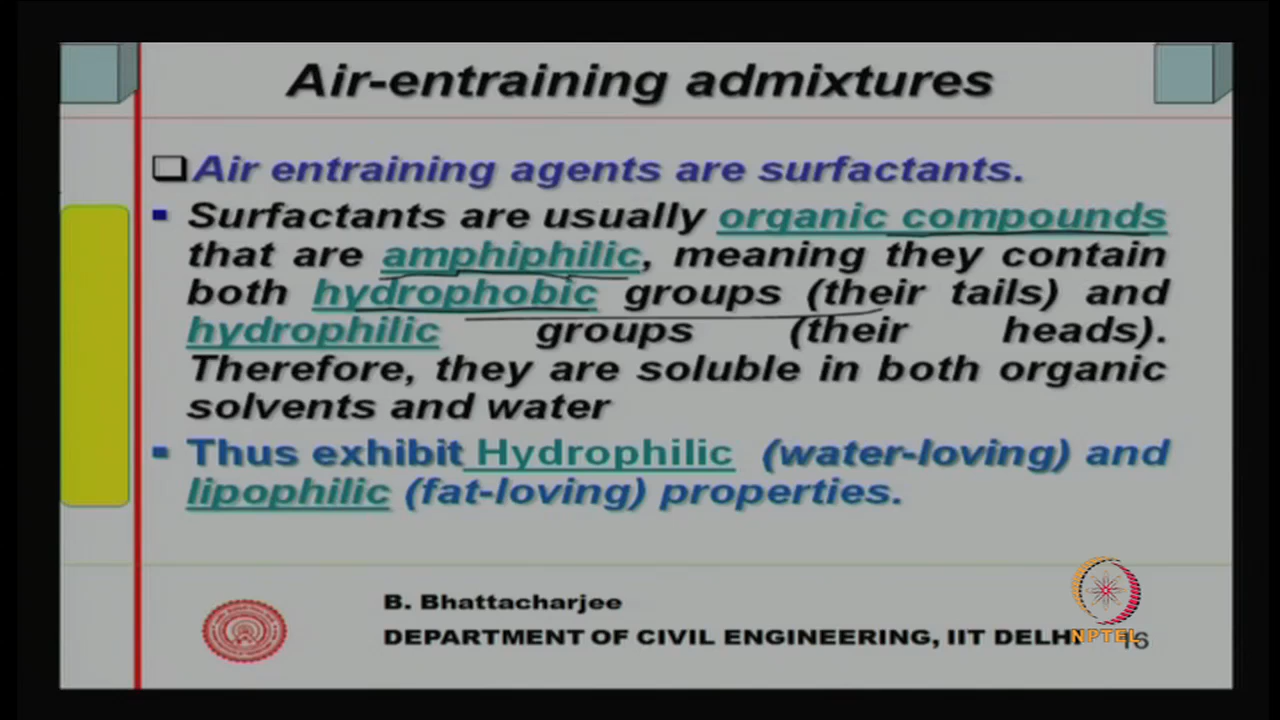 Air-entraining admixtures
Air entraining agents are surfactants.
Surfactants are usually organic compounds
that are amphiphilic, meaning they contain
both hydrophobic groups (their tails) and
hydrophilic groups (their heads).
Therefore, they are soluble in both organic
solvents and water
Thus exhibit Hydrophilic (water-loving) and
lipophilic (fat-loving) properties.
B. Bhattacharjee
DEPARTMENT OF CIVIL ENGINEERING, IIT DELHI
NPTEL
16